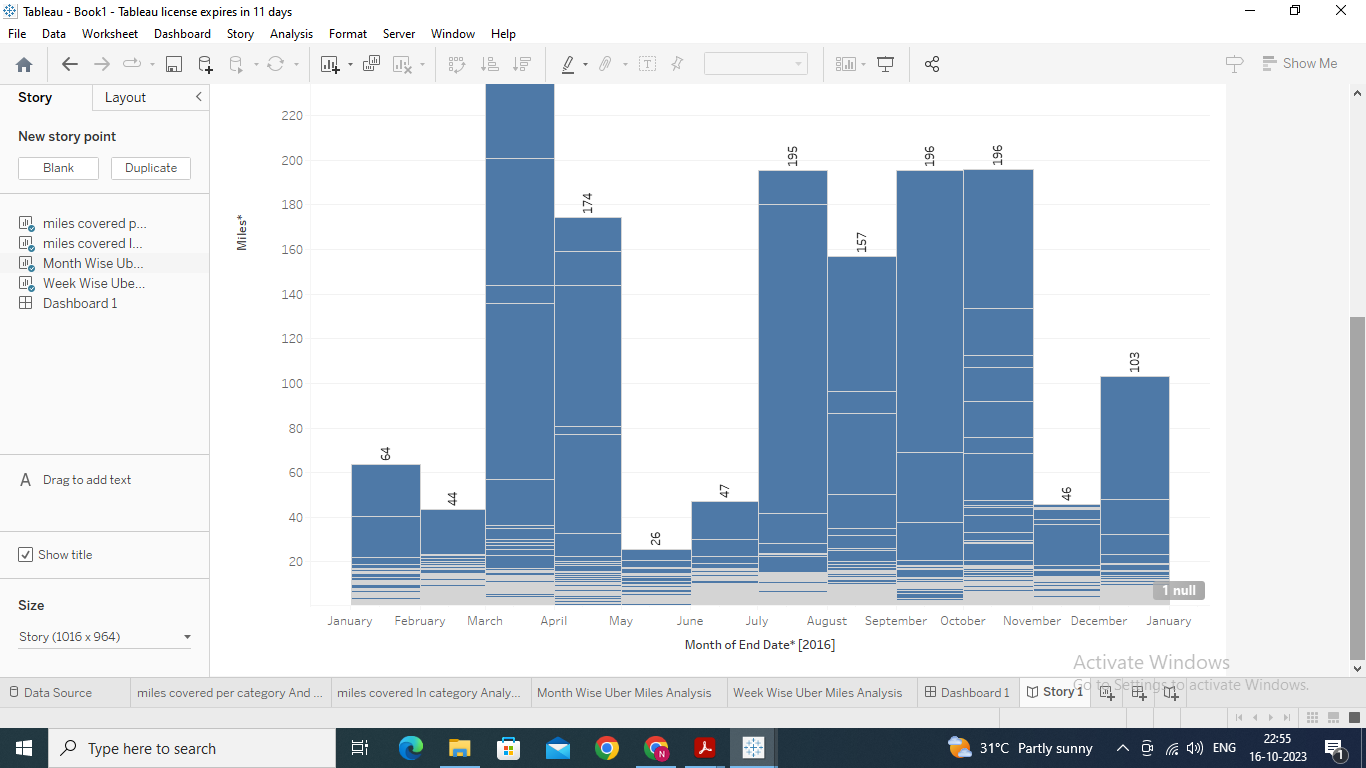 Tableau - Book1 - Tableau license expires in 11 days
File Data Worksheet Dashboard Story Analysis Format Server Window Help
Show Me
Story Layout
New story point
Blank Duplicate
miles covered p...
miles covered I...
Month Wise Ub...
Week Wise Ube...
Dashboard 1
A Drag to add text
Show title
Size
Story (1016 x 964)
Miles*
220
200
180
160
140
120
100
80
60
40
20
64
44
174
26
47
195
157
196
196
46
103
1 null
January February March April May June July August September October November December January
Month of End Date* [2016]
Activate Windows
Go to Settings to activate Windows.
Data Source miles covered per category And ... miles covered In category Analy... Month Wise Uber Miles Analysis Week Wise Uber Miles Analysis Dashboard 1 Story 1
Type here to search
N
31°C Partly sunny
ENG
22:55
16-10-2023
1